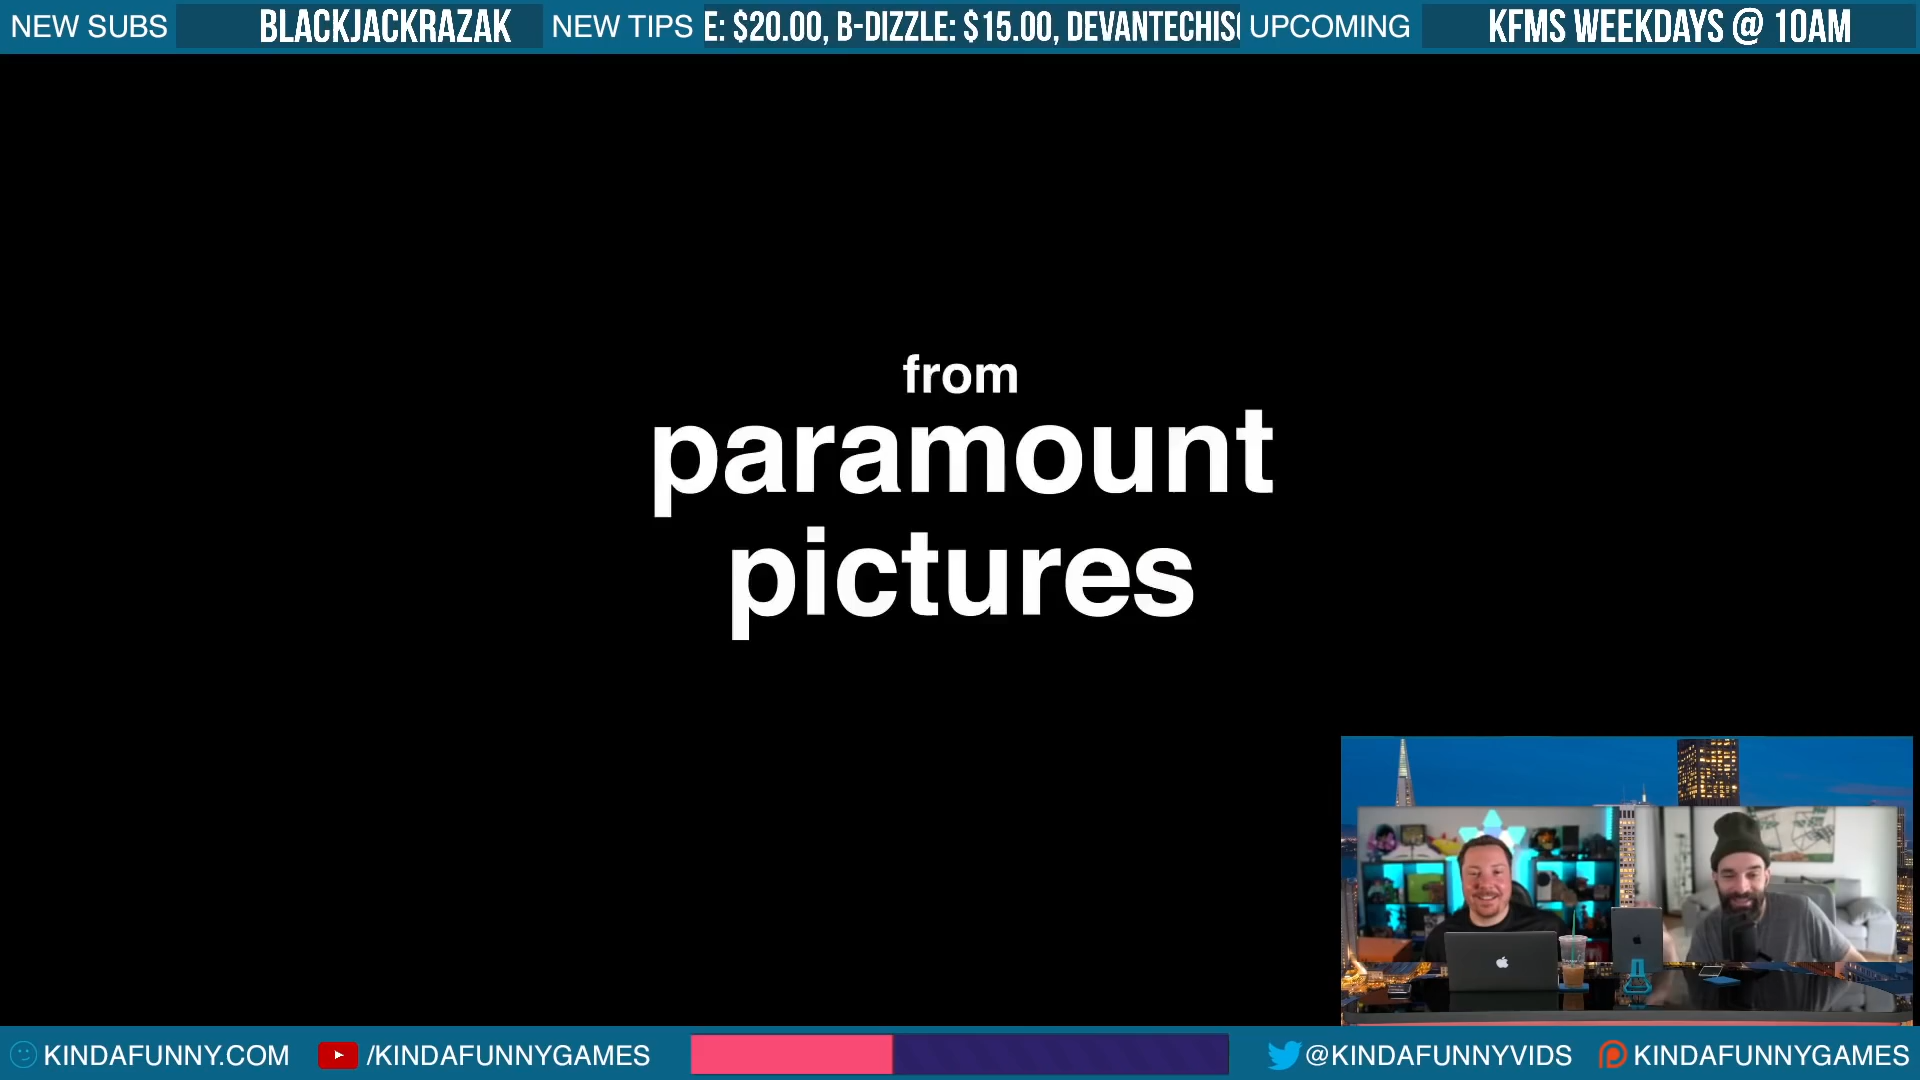 NEW SUBS BLACKJACKRAZAK NEW TIPS E: $20.00, B-DIZZLE: $15.00, DEVANTECHIS UPCOMING KFMS WEEKDAYS @ 10AM
from
paramount
pictures
KINDAFUNNY.COM /KINDAFUNNYGAMES @KINDAFUNNYVIDS KINDAFUNNYGAMES